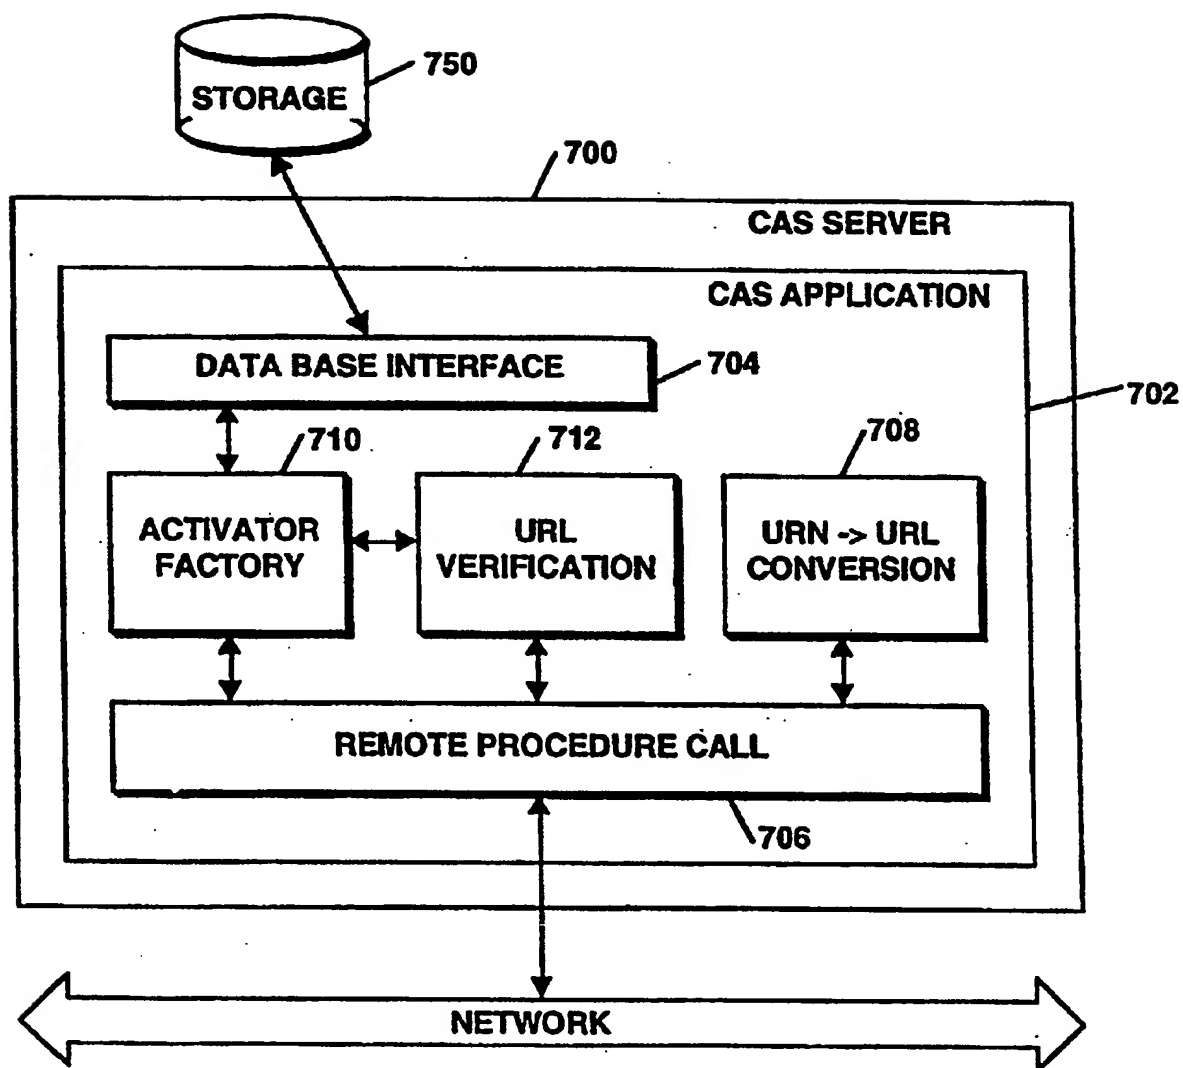 750
STORAGE
700
CAS SERVER
CAS APPLICATION
DATA BASE INTERFACE
704
702
710
712
708
ACTIVATOR
FACTORY
URL
VERIFICATION
URN -> URL
CONVERSION
REMOTE PROCEDURE CALL
706
NETWORK